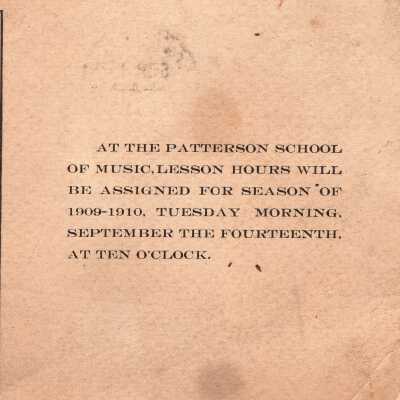 AT THE PATTERSON SCHOOL
OF MUSIC, LESSON HOURS WILL
BE ASSIGNED FOR SEASON OF
1909-1910, TUESDAY MORNING,
SEPTEMBER THE FOURTEENTH,
AT TEN O'CLOCK.